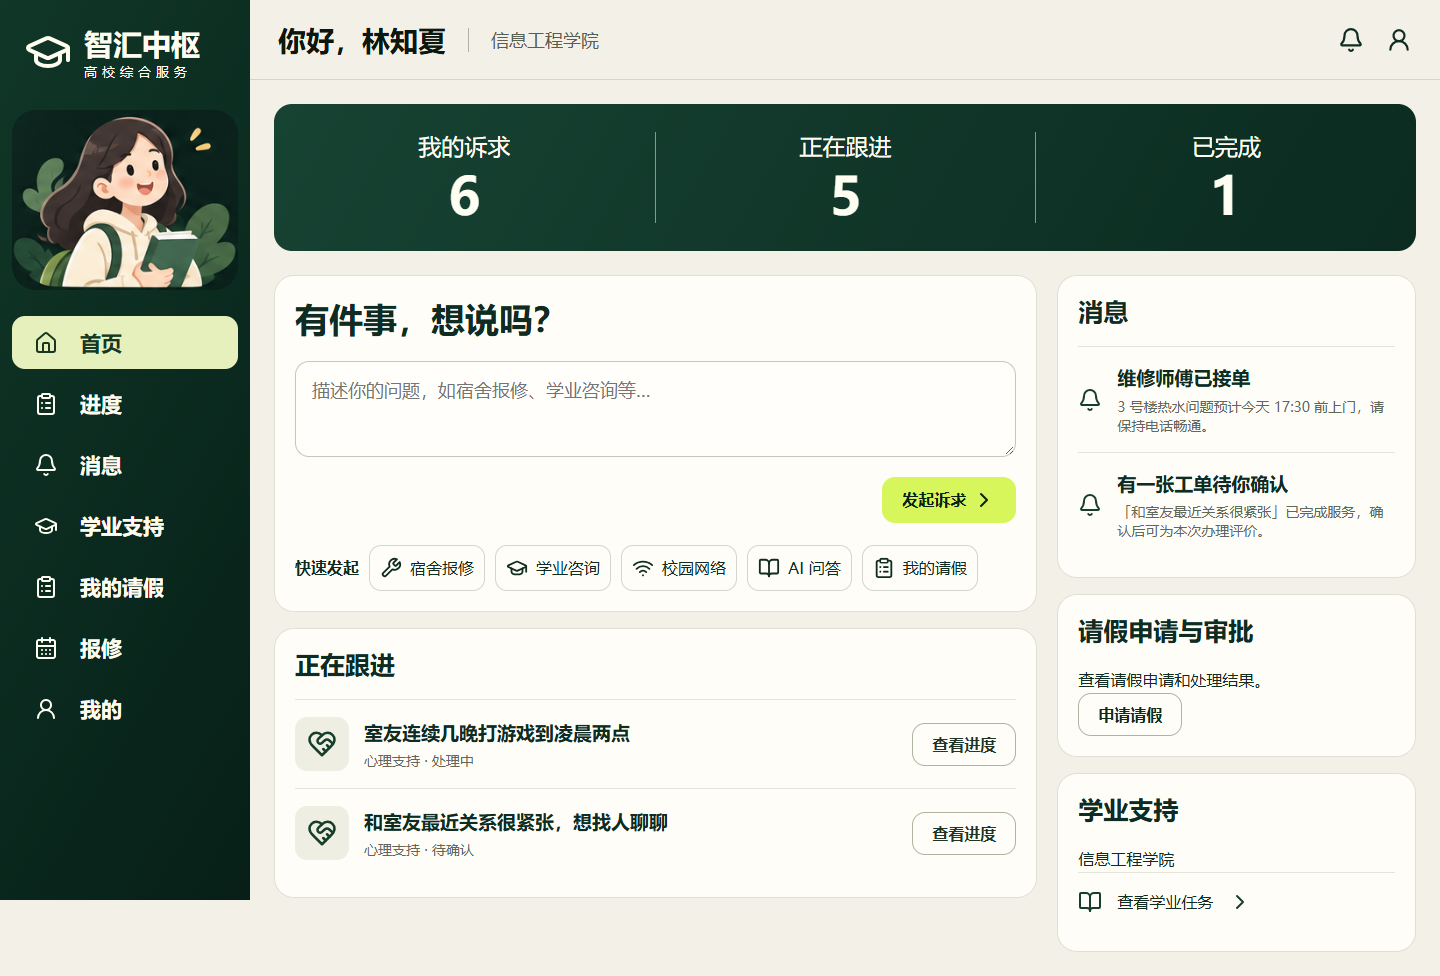 智汇中枢
高校综合服务
首页
进度
消息
学业支持
我的请假
报修
我的
你好，林知夏
信息工程学院
我的诉求
6
正在跟进
5
已完成
1
有件事，想说吗？
描述你的问题，如宿舍报修、学业咨询等...
发起诉求
快速发起
宿舍报修
学业咨询
校园网络
AI 问答
我的请假
正在跟进
室友连续几晚打游戏到凌晨两点
心理支持 · 处理中
查看进度
和室友最近关系很紧张，想找人聊聊
心理支持 · 待确认
查看进度
消息
维修师傅已接单
3 号楼热水问题预计今天 17:30 前上门，请
保持电话畅通。
有一张工单待你确认
「和室友最近关系很紧张」已完成服务，确
认后可为本次办理评价。
请假申请与审批
查看请假申请和处理结果。
申请请假
学业支持
信息工程学院
查看学业任务